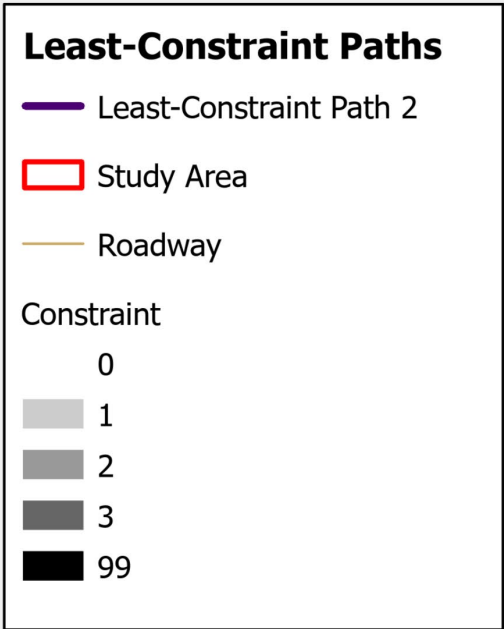 Least-Constraint Paths
Least-Constraint Path 2
Study Area
Roadway
Constraint
0
1
2
3
99